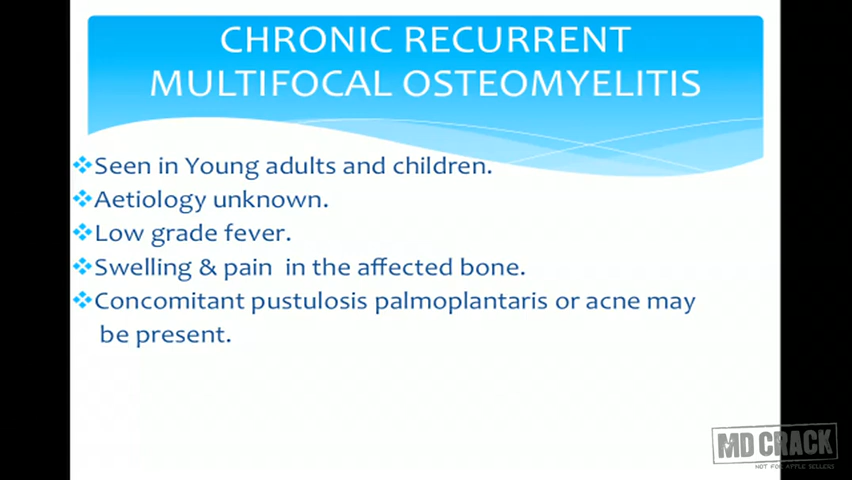 CHRONIC RECURRENT
MULTIFOCAL OSTEOMYELITIS
Seen in Young adults and children.
Aetiology unknown.
Low grade fever.
Swelling & pain in the affected bone.
Concomitant pustulosis palmoplantaris or acne may
be present.
MD CRACK
NOT FOR APPLE SELLERS